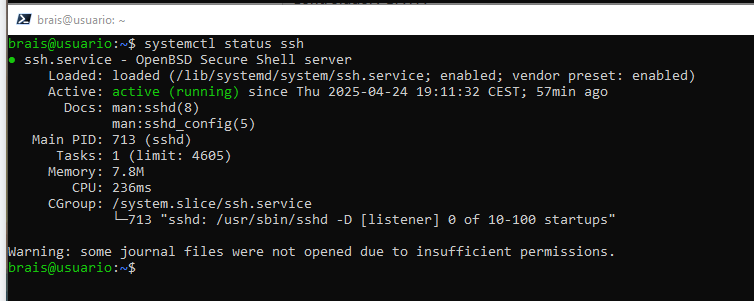 brais@usuario: ~
brais@usuario:~$ systemctl status ssh
● ssh.service - OpenBSD Secure Shell server
     Loaded: loaded (/lib/systemd/system/ssh.service; enabled; vendor preset: enabled)
     Active: active (running) since Thu 2025-04-24 19:11:32 CEST; 57min ago
       Docs: man:sshd(8)
             man:sshd_config(5)
   Main PID: 713 (sshd)
      Tasks: 1 (limit: 4605)
     Memory: 7.8M
        CPU: 236ms
     CGroup: /system.slice/ssh.service
             └─713 "sshd: /usr/sbin/sshd -D [listener] 0 of 10-100 startups"
Warning: some journal files were not opened due to insufficient permissions.
brais@usuario:~$